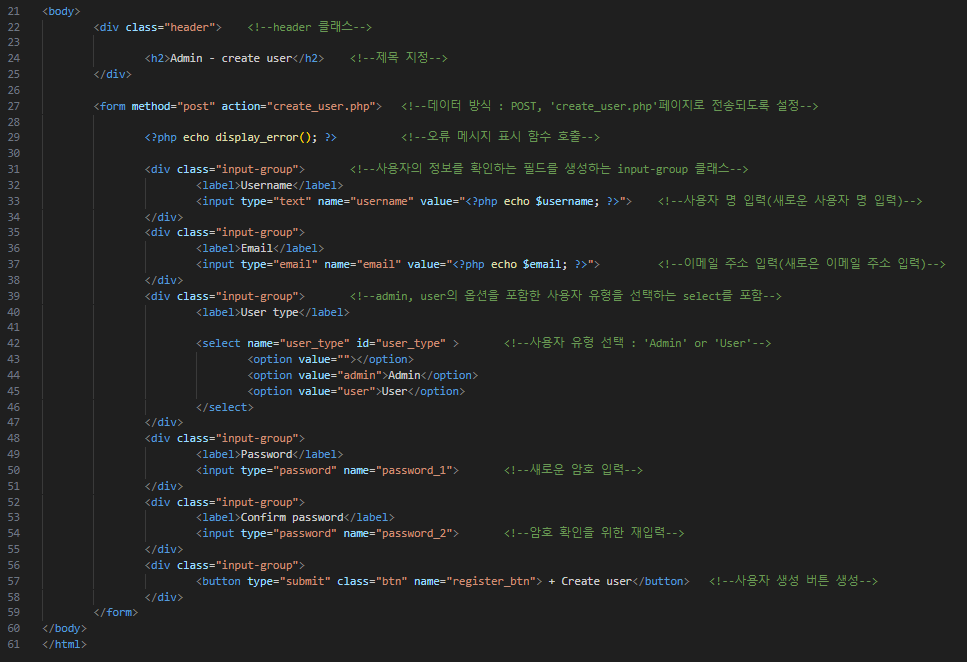 21 <body>
22 <div class="header"> <!--header 클래스-->
23
24 <h2>Admin - create user</h2> <!--제목 지정-->
25 </div>
26
27 <form method="post" action="create_user.php"> <!--데이터 방식 : POST, 'create_user.php'페이지로 전송되도록 설정-->
28
29 <?php echo display_error(); ?> <!--오류 메시지 표시 함수 호출-->
30
31 <div class="input-group"> <!--사용자의 정보를 확인하는 필드를 생성하는 input-group 클래스-->
32 <label>Username</label>
33 <input type="text" name="username" value="<?php echo $username; ?>"> <!--사용자 명 입력(새로운 사용자 명 입력)-->
34 </div>
35 <div class="input-group">
36 <label>Email</label>
37 <input type="email" name="email" value="<?php echo $email; ?>"> <!--이메일 주소 입력(새로은 이메일 주소 입력)-->
38 </div>
39 <div class="input-group"> <!--admin, user의 옵션을 포함한 사용자 유형을 선택하는 select를 포함-->
40 <label>User type</label>
41
42 <select name="user_type" id="user_type" > <!--사용자 유형 선택 : 'Admin' or 'User'-->
43 <option value=""></option>
44 <option value="admin">Admin</option>
45 <option value="user">User</option>
46 </select>
47 </div>
48 <div class="input-group">
49 <label>Password</label>
50 <input type="password" name="password_1"> <!--새로운 암호 입력-->
51 </div>
52 <div class="input-group">
53 <label>Confirm password</label>
54 <input type="password" name="password_2"> <!--암호 확인을 위한 재입력-->
55 </div>
56 <div class="input-group">
57 <button type="submit" class="btn" name="register_btn"> + Create user</button> <!--사용자 생성 버튼 생성-->
58 </div>
59 </form>
60 </body>
61 </html>